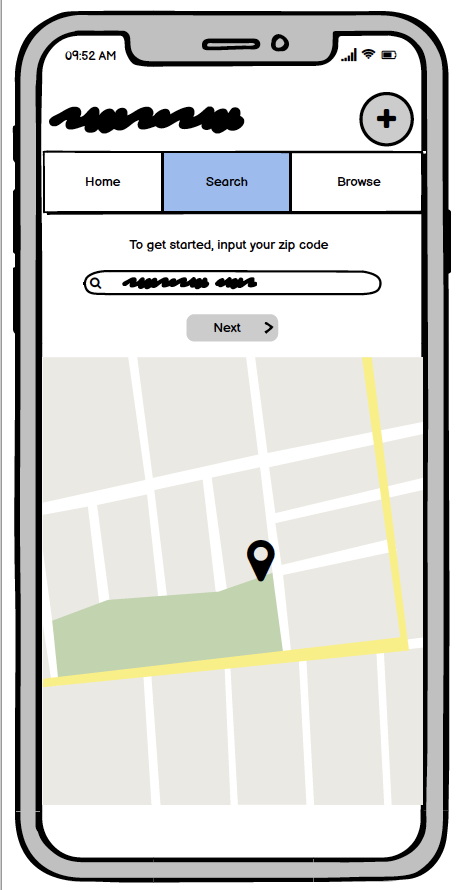 09:52 AM
Home Search Browse
To get started, input your zip code
Next >